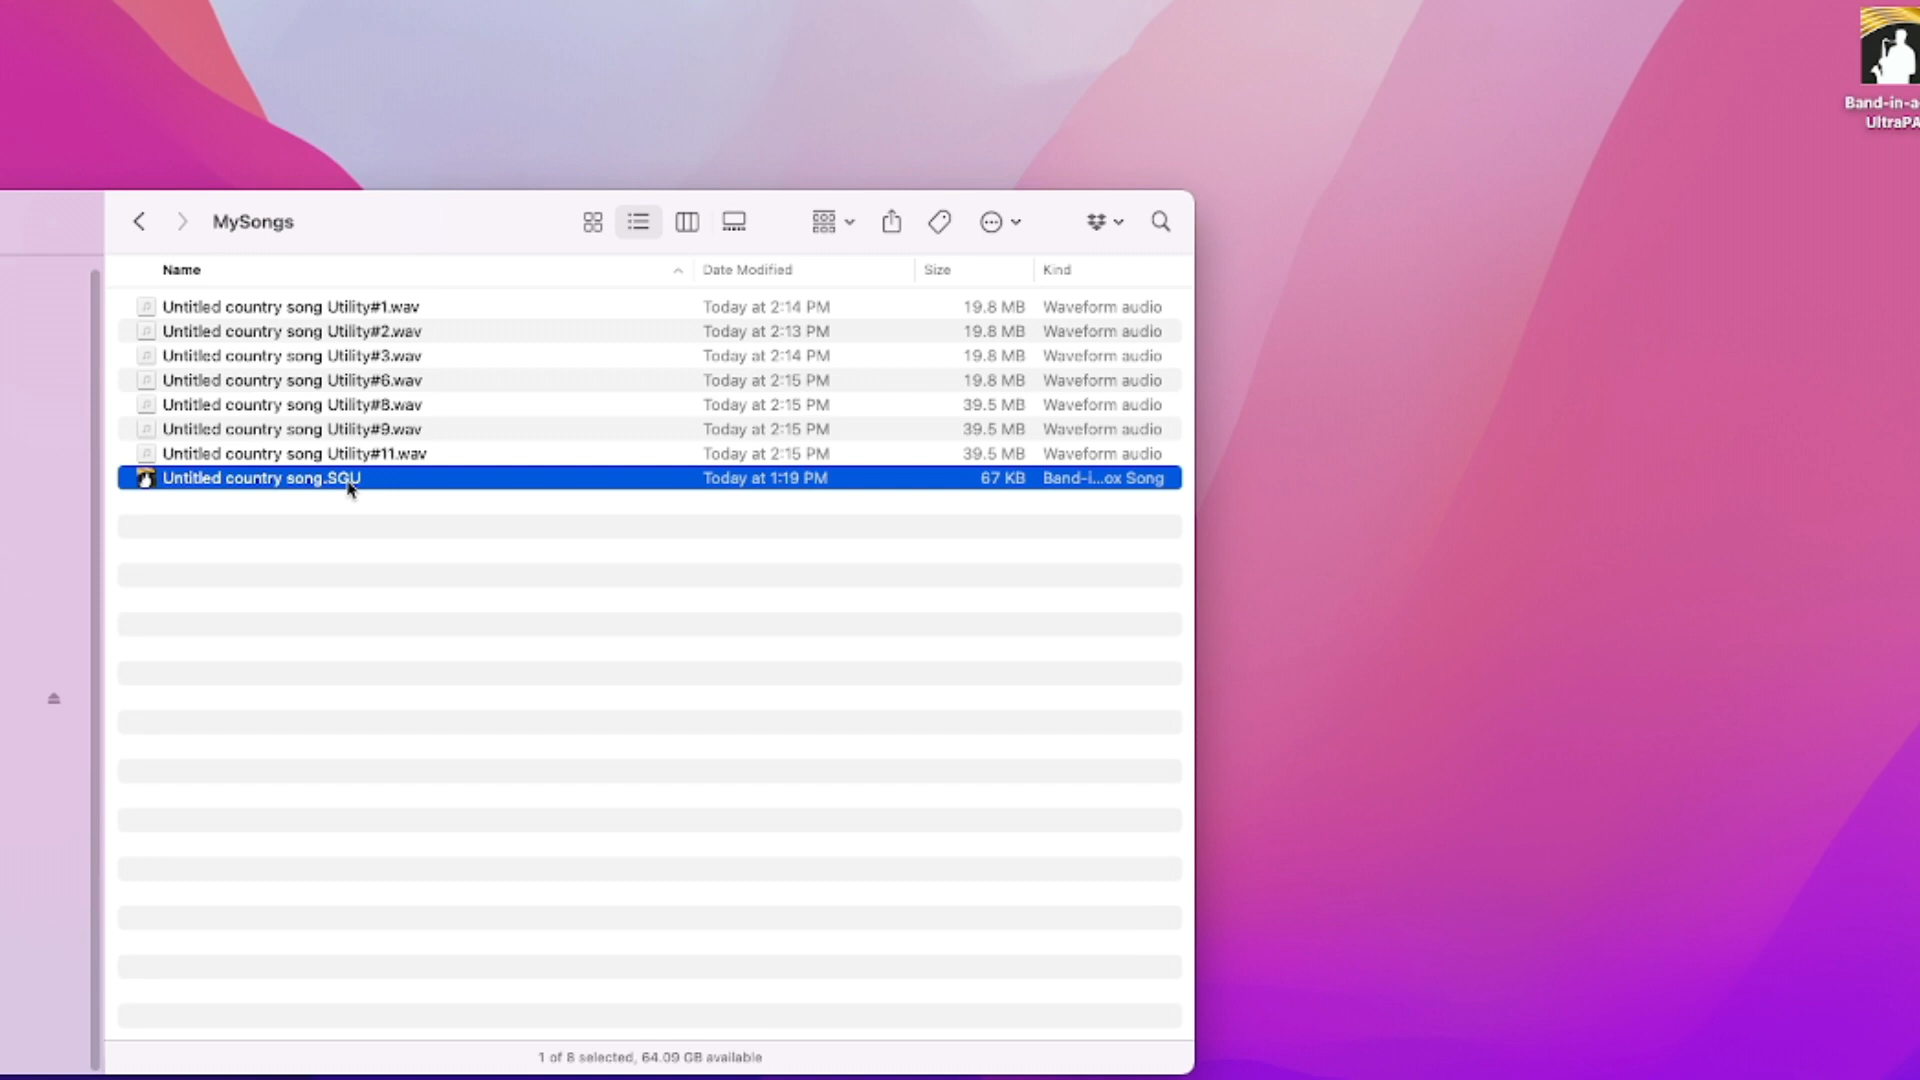 Band-in-a-
UltraPA
MySongs
Name Date Modified Size Kind
Untitled country song Utility#1.wav Today at 2:14 PM 19.8 MB Waveform audio
Untitled country song Utility#2.wav Today at 2:13 PM 19.8 MB Waveform audio
Untitled country song Utility#3.wav Today at 2:14 PM 19.8 MB Waveform audio
Untitled country song Utility#6.wav Today at 2:15 PM 19.8 MB Waveform audio
Untitled country song Utility#8.wav Today at 2:15 PM 39.5 MB Waveform audio
Untitled country song Utility#9.wav Today at 2:15 PM 39.5 MB Waveform audio
Untitled country song Utility#11.wav Today at 2:15 PM 39.5 MB Waveform audio
Untitled country song.SGU Today at 1:19 PM 67 KB Band-i...ox Song
1 of 8 selected, 64.09 GB available